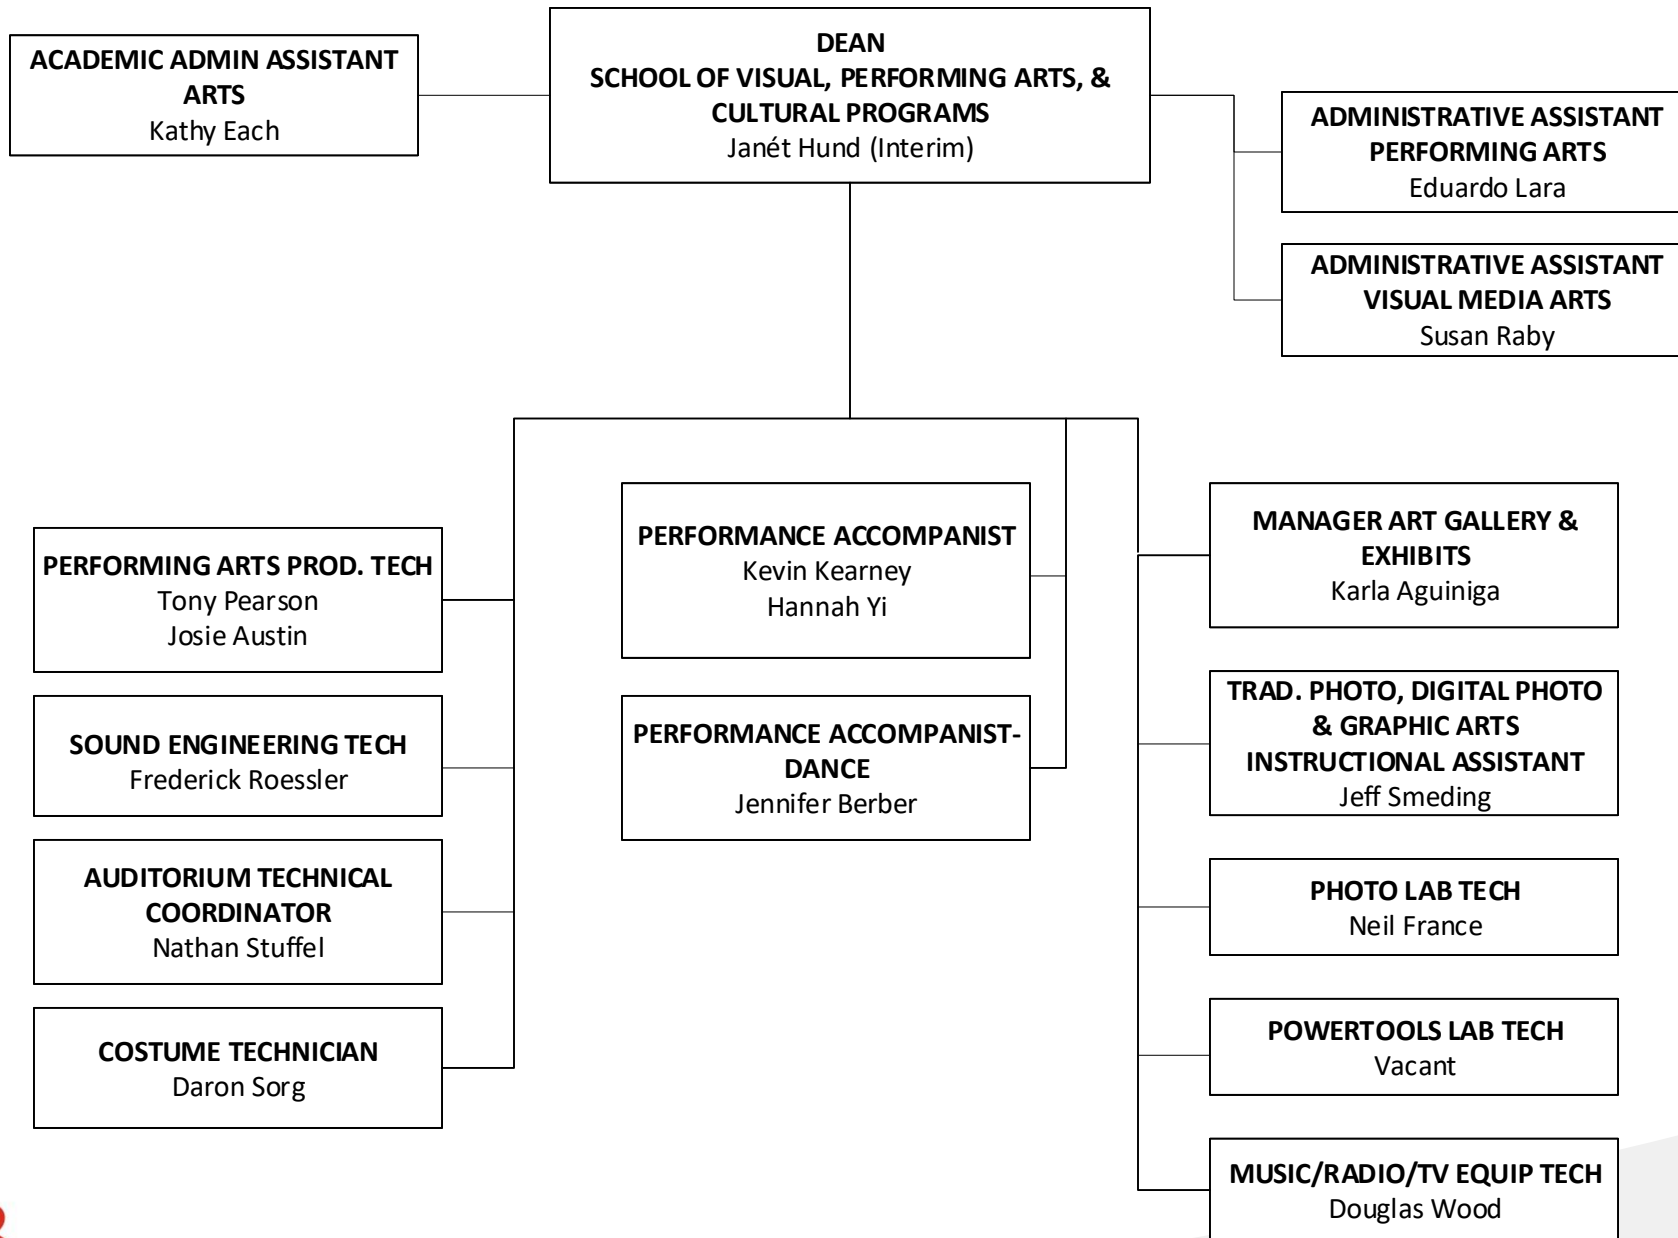 ACADEMIC ADMIN ASSISTANT
ARTS
Kathy Each
DEAN
SCHOOL OF VISUAL, PERFORMING ARTS, &
CULTURAL PROGRAMS
Janét Hund (Interim)
ADMINISTRATIVE ASSISTANT
PERFORMING ARTS
Eduardo Lara
ADMINISTRATIVE ASSISTANT
VISUAL MEDIA ARTS
Susan Raby
PERFORMING ARTS PROD. TECH
Tony Pearson
Josie Austin
SOUND ENGINEERING TECH
Frederick Roessler
AUDITORIUM TECHNICAL
COORDINATOR
Nathan Stuffel
COSTUME TECHNICIAN
Daron Sorg
PERFORMANCE ACCOMPANIST
Kevin Kearney
Hannah Yi
PERFORMANCE ACCOMPANIST-
DANCE
Jennifer Berber
MANAGER ART GALLERY &
EXHIBITS
Karla Aguiniga
TRAD. PHOTO, DIGITAL PHOTO
& GRAPHIC ARTS
INSTRUCTIONAL ASSISTANT
Jeff Smeding
PHOTO LAB TECH
Neil France
POWERTOOLS LAB TECH
Vacant
MUSIC/RADIO/TV EQUIP TECH
Douglas Wood